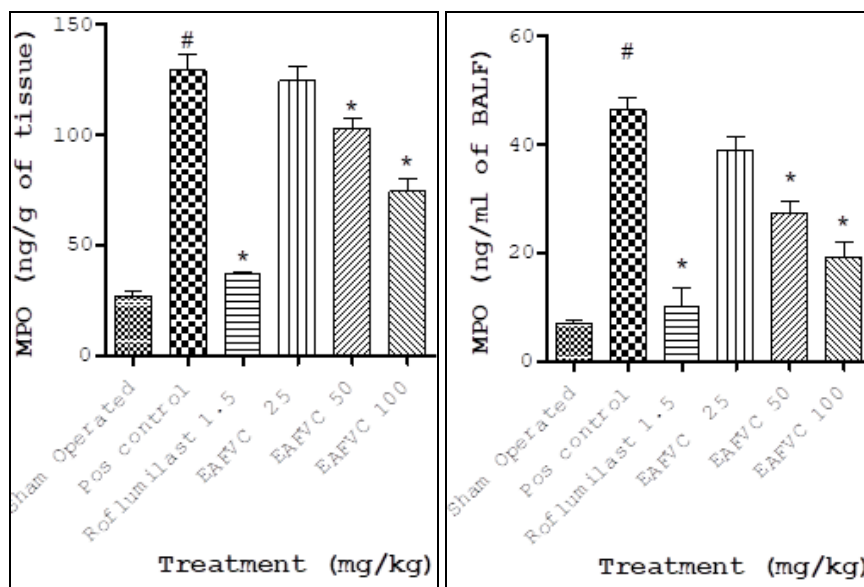 150
100
50
0
MPO (ng/g of tissue)
#
*
*
*
Sham Operated
Pos control
Roflumilast 1.5
EAFVC 25
EAFVC 50
EAFVC 100
Treatment (mg/kg)
60
40
20
0
MPO (ng/ml of BALF)
#
*
*
*
Sham Operated
Pos control
Roflumilast 1.5
EAFVC 25
EAFVC 50
EAFVC 100
Treatment (mg/kg)